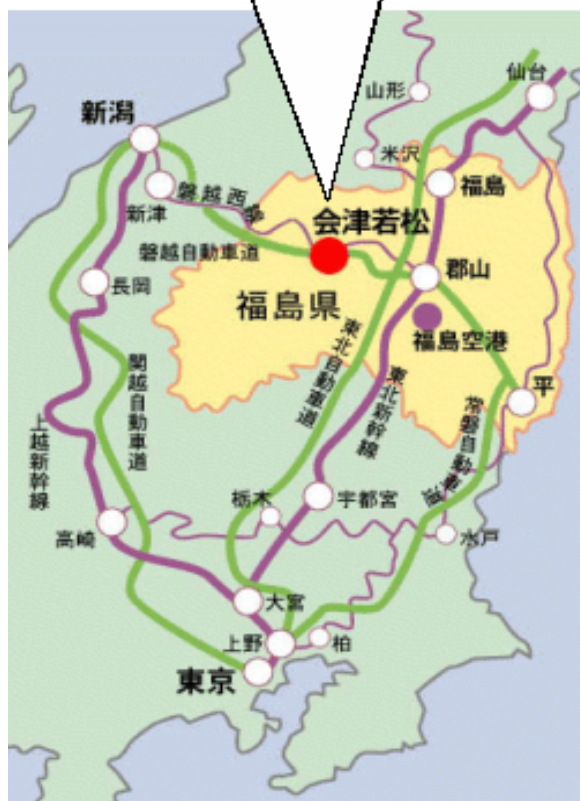 仙台
山形
新潟
米沢
福島
新津
磐越西線
会津若松
磐越自動車道
郡山
長岡
福島県
福島空港
東北自動車道
東北新幹線
関越自動車道
平
常磐自動車道
上越新幹線
栃木
宇都宮
高崎
水戸
大宮
上野
柏
東京